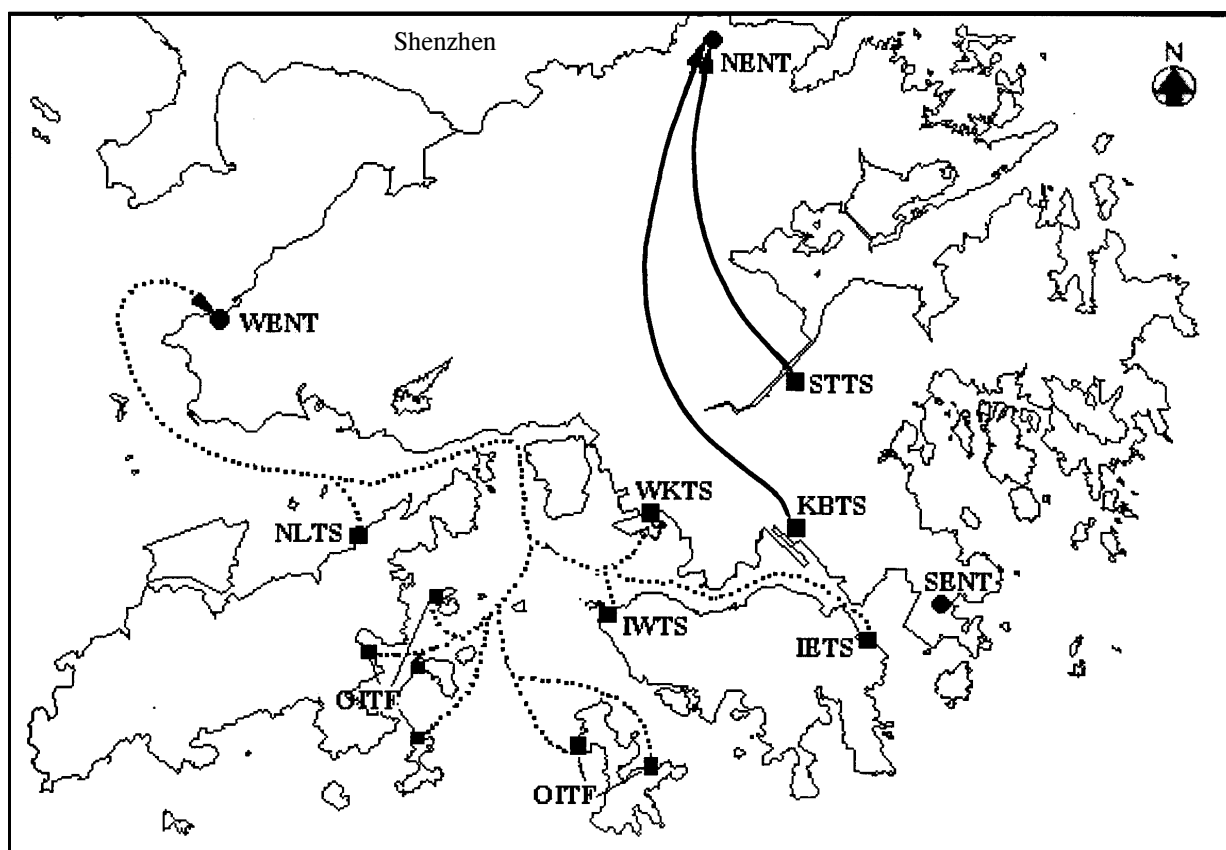 Shenzhen
N
NENT
WENT
STTS
WKTS
KBTS
NLTS
SENT
IWTS
IETS
OITF
OITF